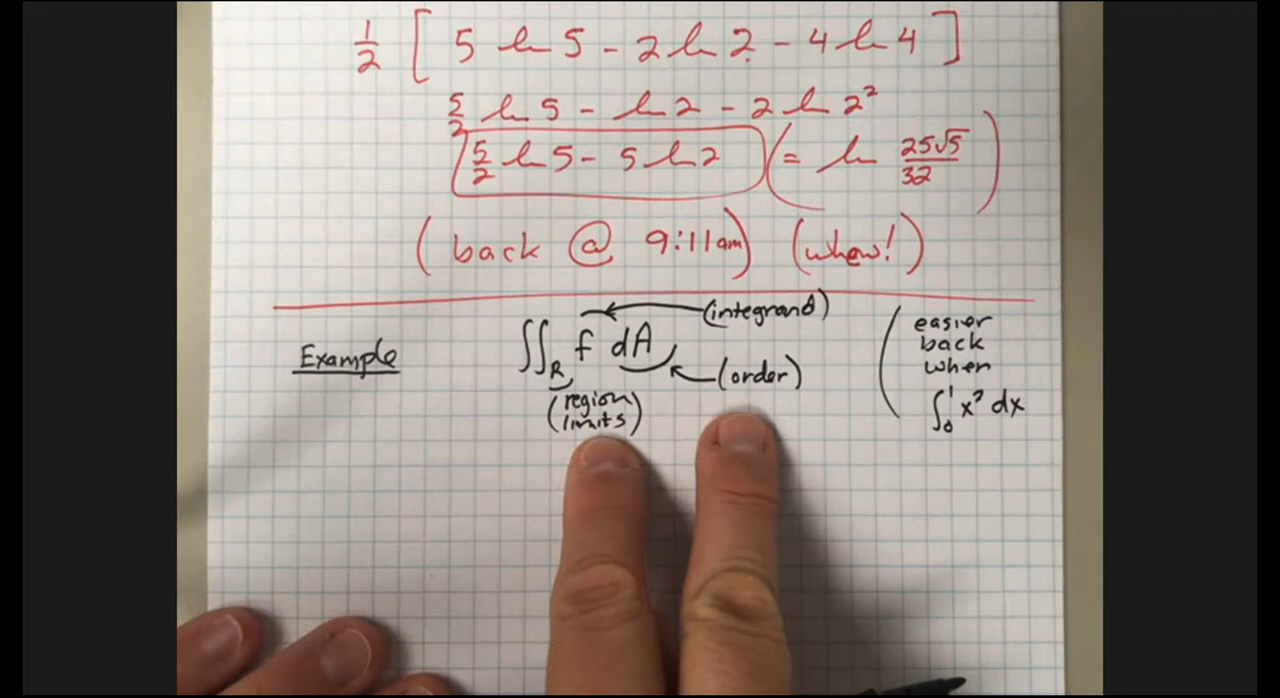 1/2 [ 5 ln 5 - 2 ln 2 - 4 ln 4 ]
5/2 ln 5 - ln 2 - 2 ln 2²
5/2 ln 5 - 5 ln 2 ( = ln 25√5/32 )
(back @ 9:11am) (whew!)
Example
∬_R f dA
(integrand)
(order)
(region limits)
(easier
back
when
∫₀¹ x² dx